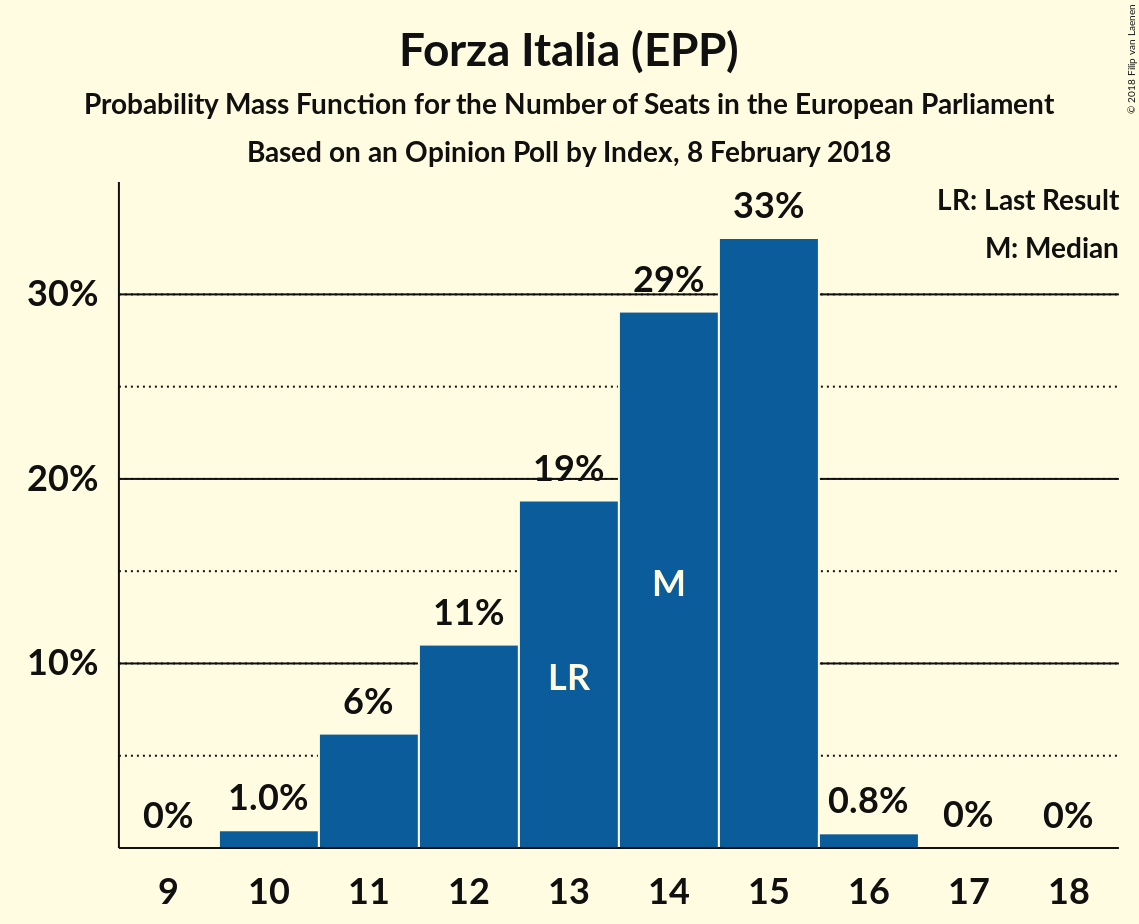 Forza Italia (EPP)
Probability Mass Function for the Number of Seats in the European Parliament
Based on an Opinion Poll by Index, 8 February 2018
© 2018 Filip van Laenen
LR: Last Result
M: Median
33%
29%
30%
19%
20%
M
11%
LR
10%
6%
0%
1.0%
0.8%
0%
0%
9 10 11 12 13 14 15 16 17 18